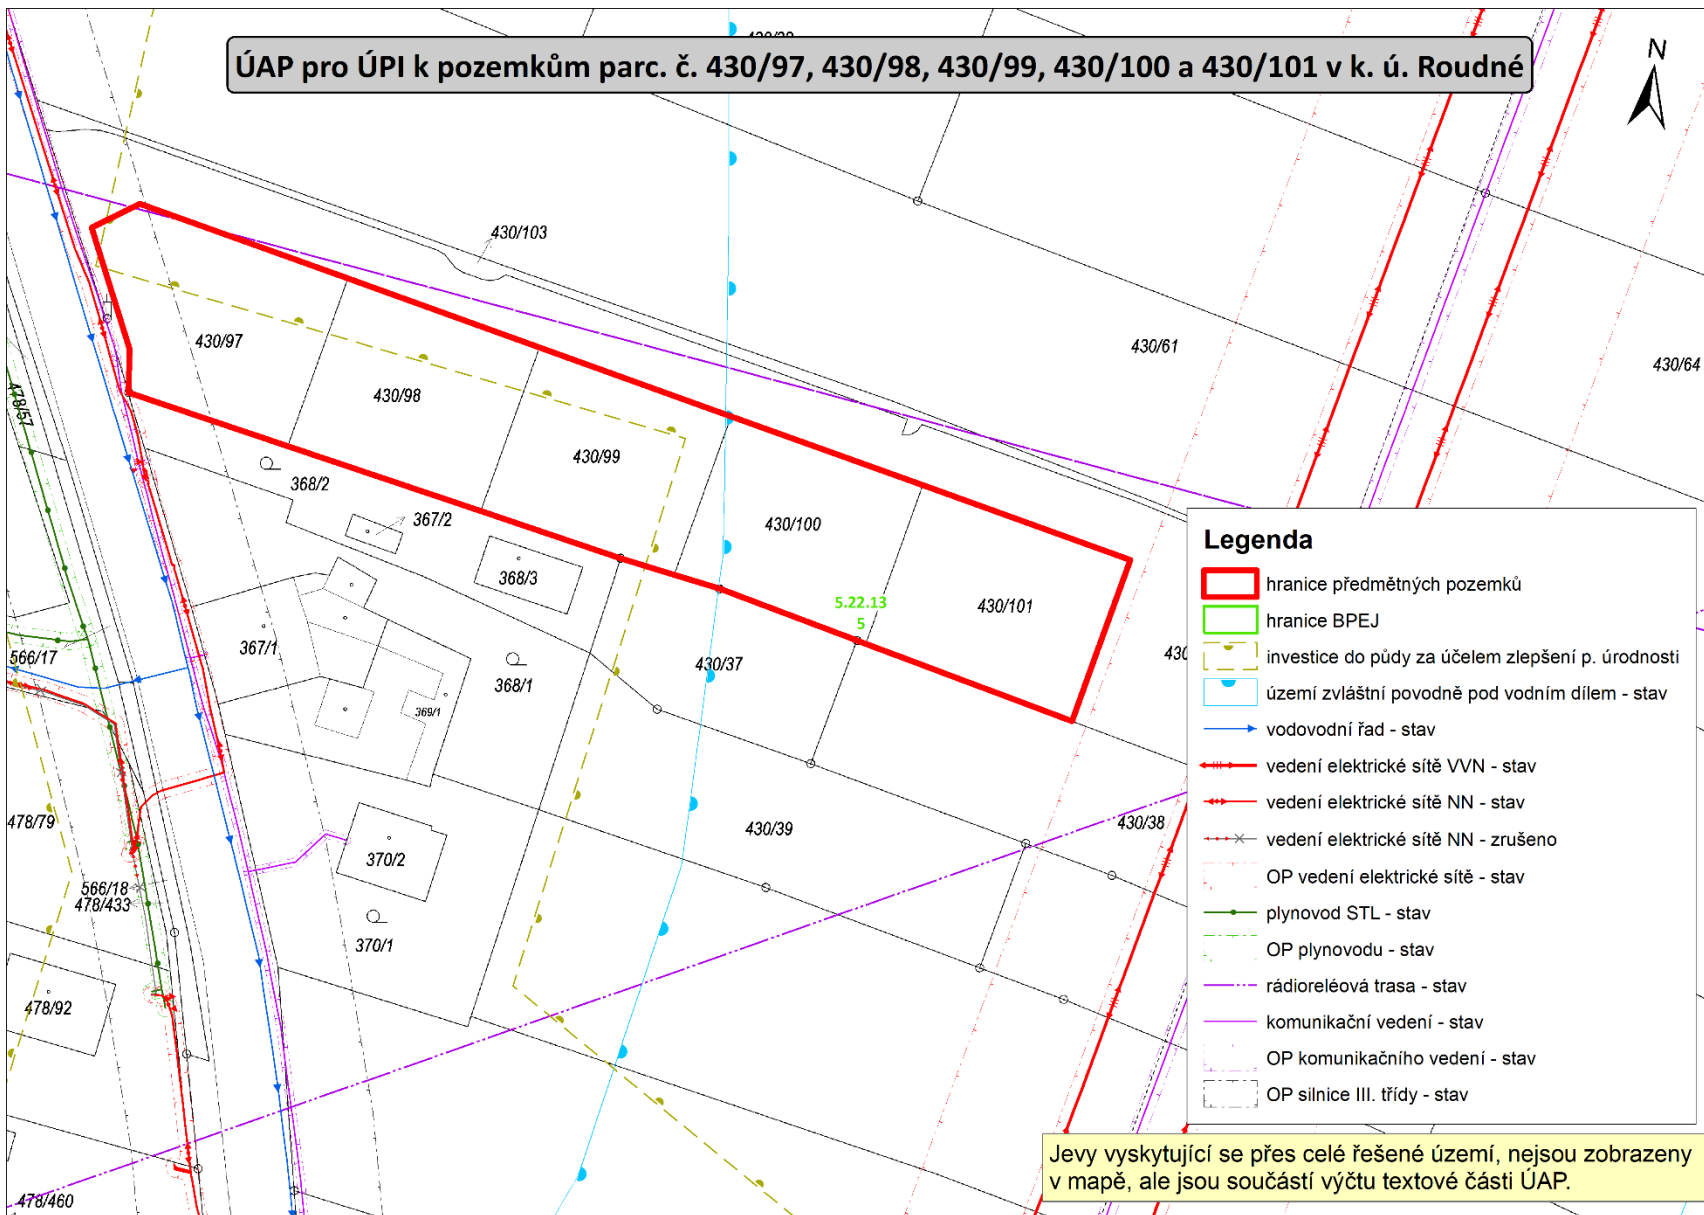 430/28
ÚAP pro ÚPI k pozemkům parc. č. 430/97, 430/98, 430/99, 430/100 a 430/101 v k. ú. Roudné
N
430/103
430/97
430/61
430/64
430/98
478/57
430/99
368/2
367/2
430/100
368/3
5.22.13
5
430/101
367/1
566/17
430/37
430
368/1
369/1
478/79
430/39
430/38
370/2
566/18
478/433
370/1
478/92
478/460
Legenda
hranice předmětných pozemků
hranice BPEJ
investice do půdy za účelem zlepšení p. úrodnosti
území zvláštní povodně pod vodním dílem - stav
vodovodní řad - stav
vedení elektrické sítě VVN - stav
vedení elektrické sítě NN - stav
vedení elektrické sítě NN - zrušeno
OP vedení elektrické sítě - stav
plynovod STL - stav
OP plynovodu - stav
rádioreléová trasa - stav
komunikační vedení - stav
OP komunikačního vedení - stav
OP silnice III. třídy - stav
Jevy vyskytující se přes celé řešené území, nejsou zobrazeny
v mapě, ale jsou součástí výčtu textové části ÚAP.